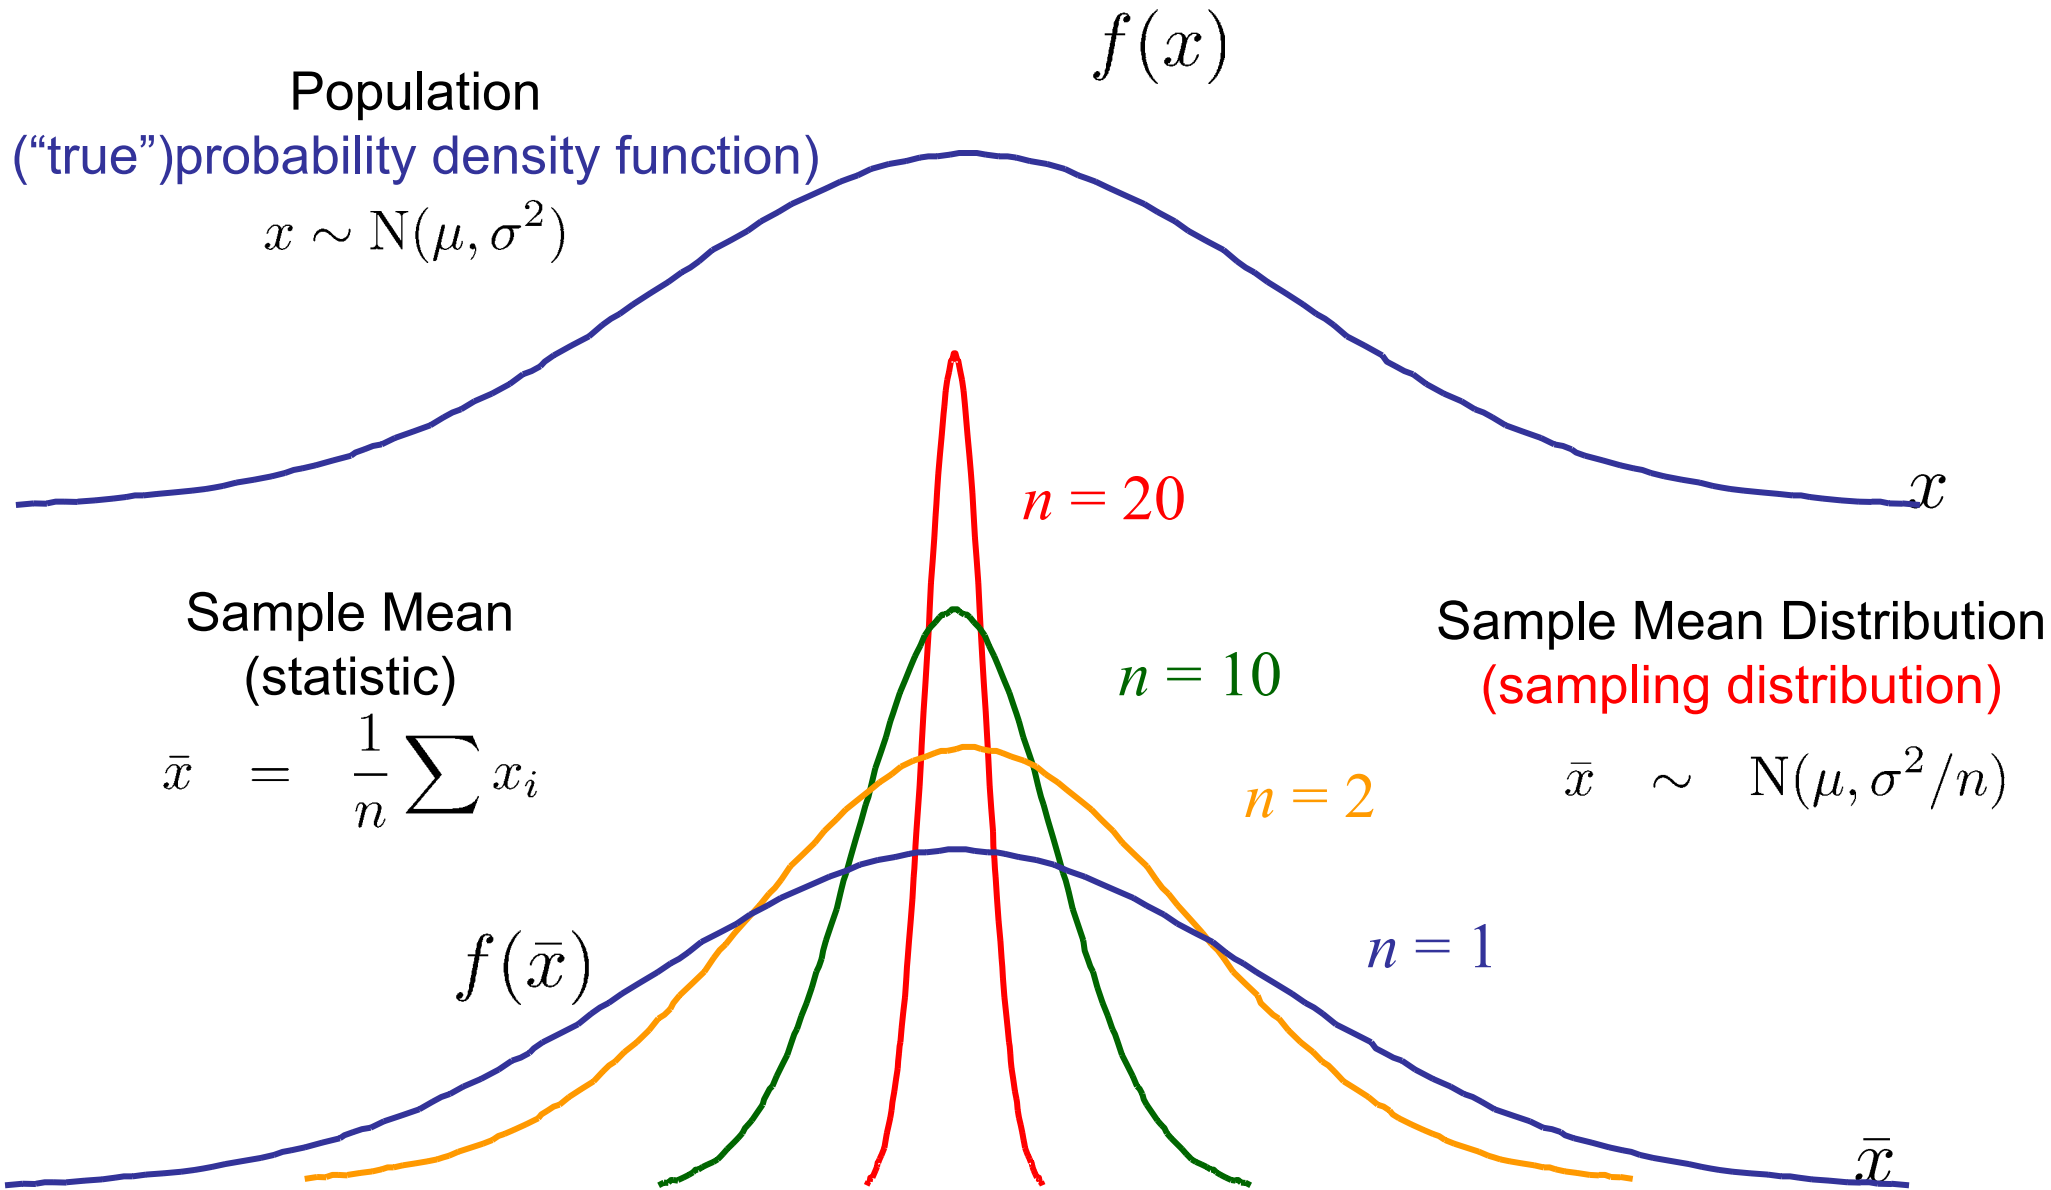 f(x)
Population
(“true”)probability density function)
x ∼ N(μ, σ²)
x
n = 20
Sample Mean
(statistic)
x̄ = 1/n ∑ xᵢ
Sample Mean Distribution
(sampling distribution)
x̄ ∼ N(μ, σ²/n)
n = 10
n = 2
n = 1
f(x̄)
x̄